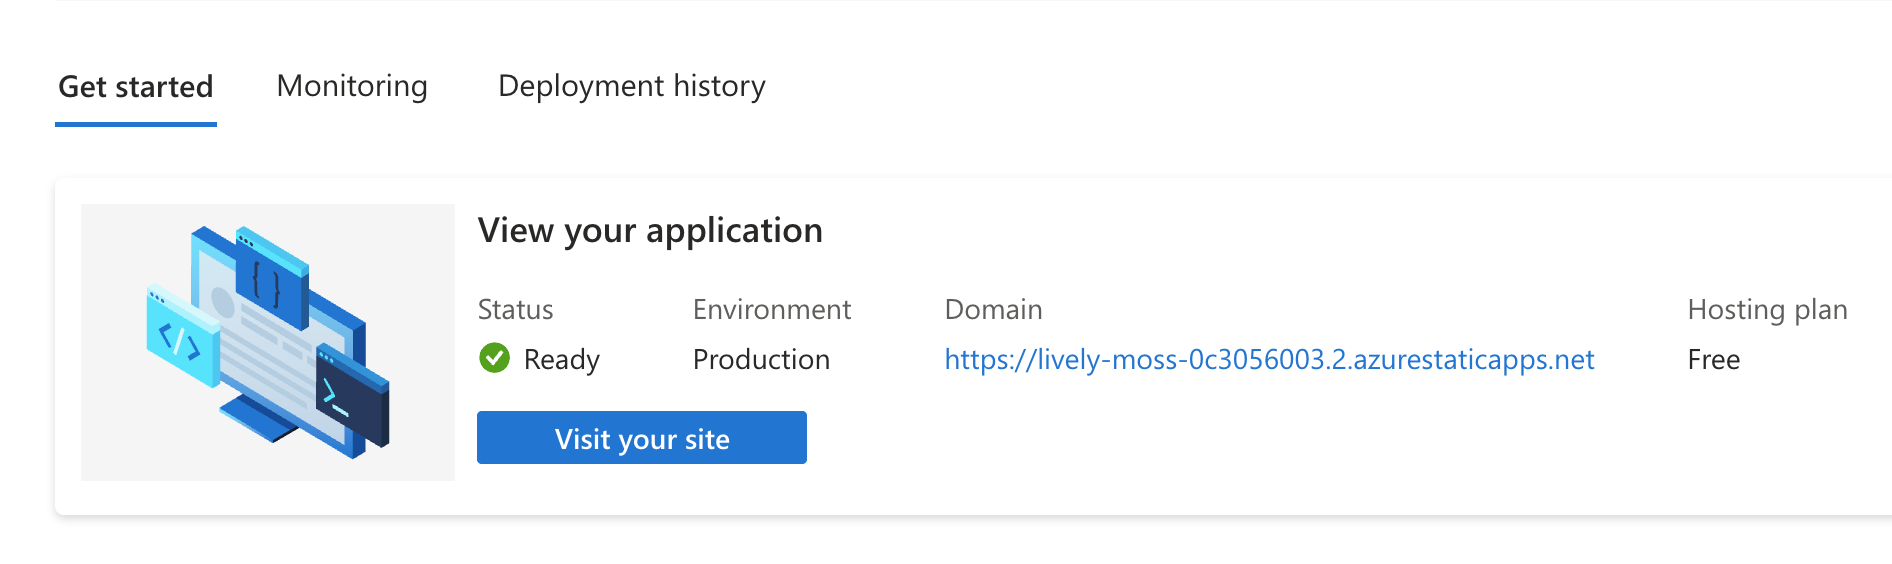 Get started Monitoring Deployment history
View your application
Status Environment Domain Hosting plan
Ready Production https://lively-moss-0c3056003.2.azurestaticapps.net Free
Visit your site
{ }
</>
>_